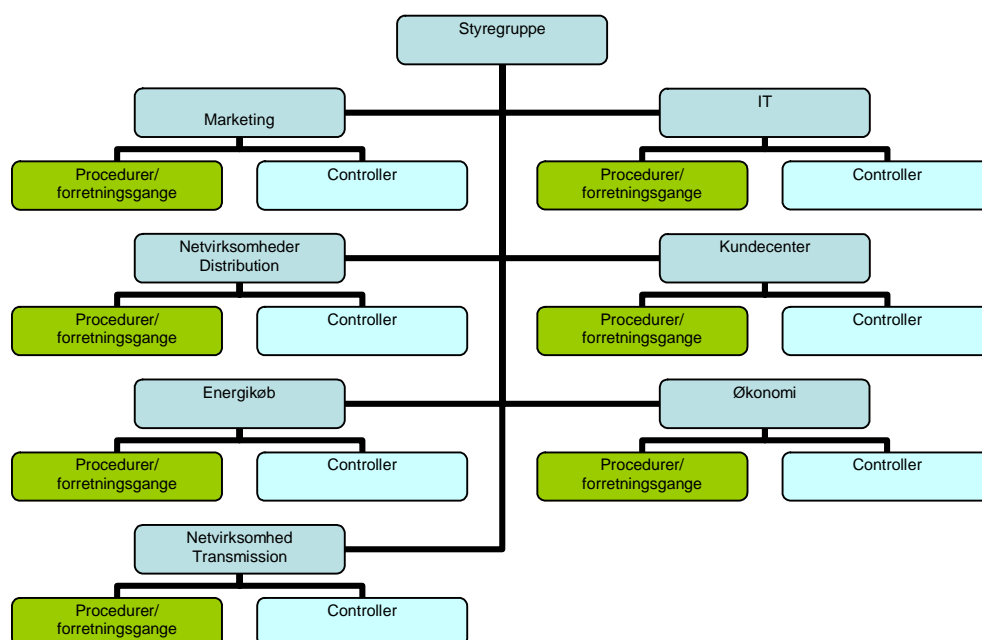 Styregruppe
Marketing
IT
Procedurer/
forretningsgange
Controller
Procedurer/
forretningsgange
Controller
Netvirksomheder
Distribution
Kundecenter
Procedurer/
forretningsgange
Controller
Procedurer/
forretningsgange
Controller
Energikøb
Økonomi
Procedurer/
forretningsgange
Controller
Procedurer/
forretningsgange
Controller
Netvirksomhed
Transmission
Procedurer/
forretningsgange
Controller